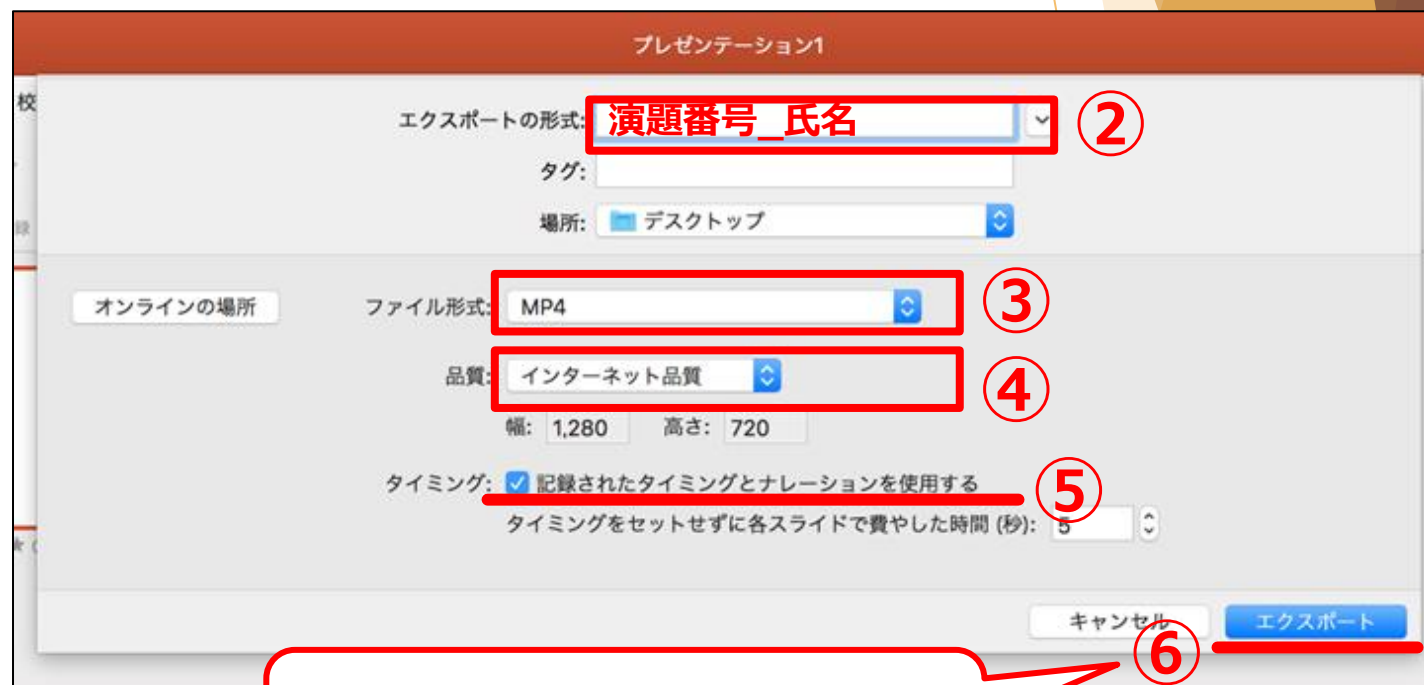 プレゼンテーション1
校
エクスポートの形式: 演題番号_氏名 ②
タグ:
場所: デスクトップ
録
オンラインの場所 ファイル形式: MP4 ③
品質: インターネット品質 ④
幅: 1,280 高さ: 720
タイミング: 記録されたタイミングとナレーションを使用する ⑤
タイミングをセットせずに各スライドで費やした時間 (秒): 5
キャンセル エクスポート
⑥